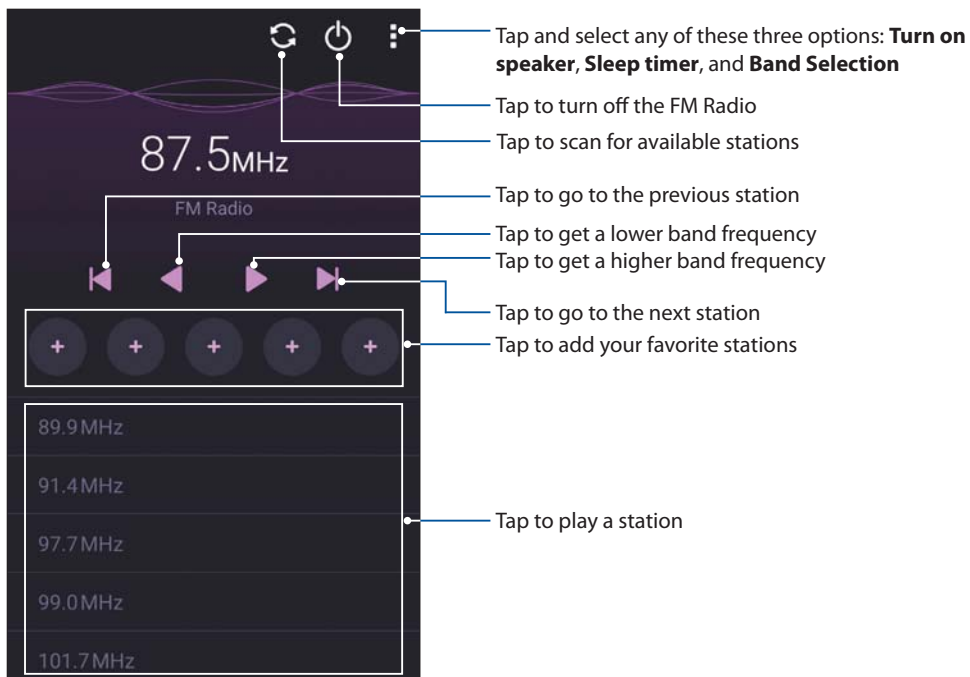 Tap and select any of these three options: Turn on
speaker, Sleep timer, and Band Selection
Tap to turn off the FM Radio
Tap to scan for available stations
87.5MHz
FM Radio
Tap to go to the previous station
Tap to get a lower band frequency
Tap to get a higher band frequency
Tap to go to the next station
+ + + + +
Tap to add your favorite stations
89.9MHz
91.4MHz
97.7MHz
99.0MHz
101.7MHz
Tap to play a station